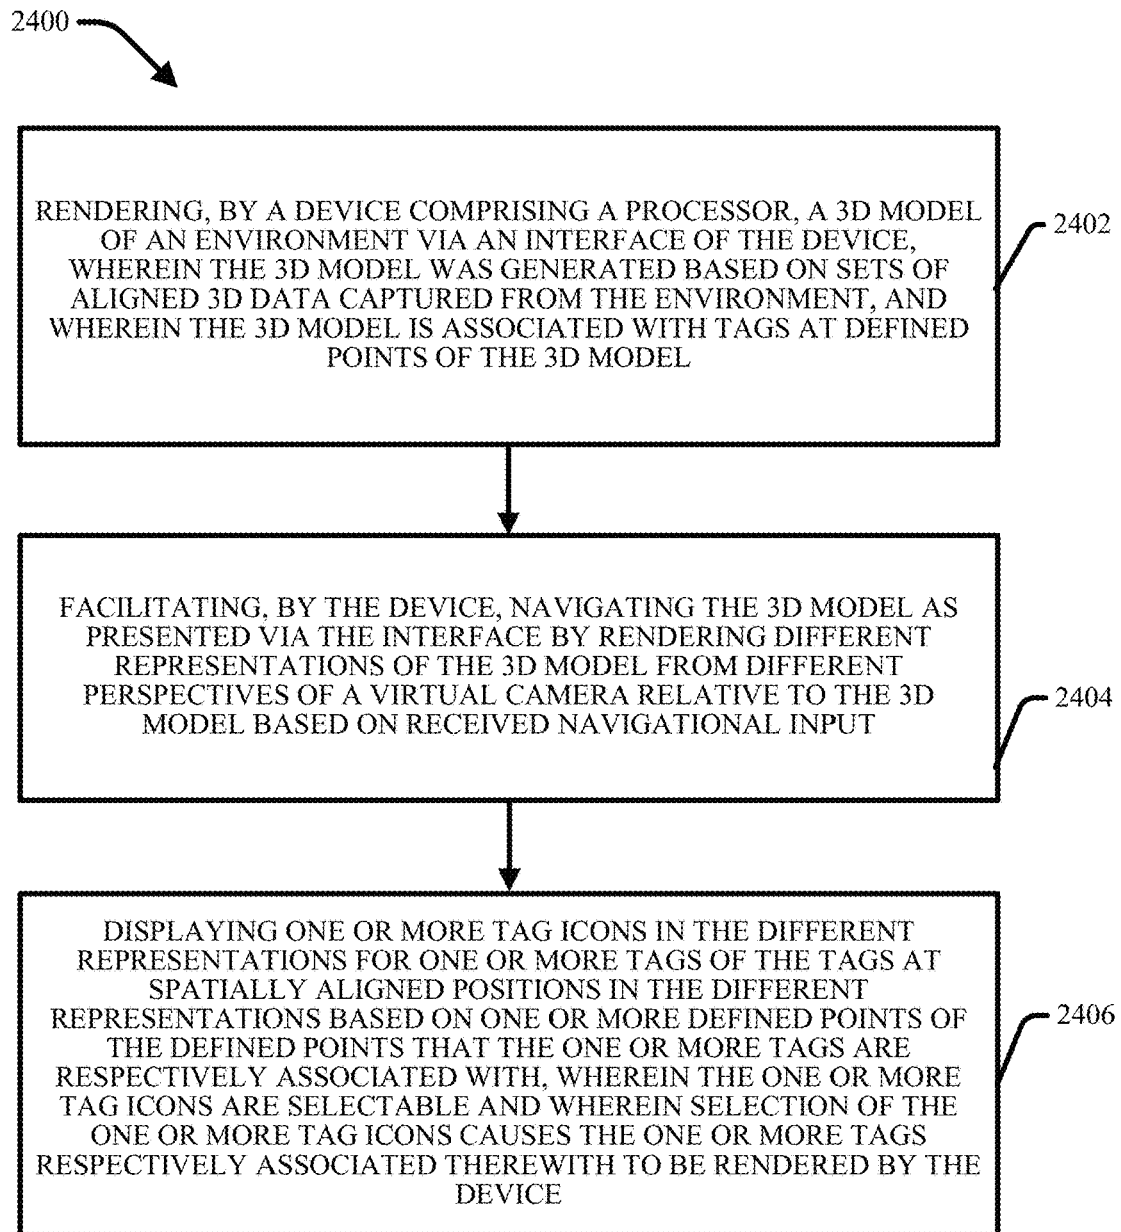 2400
RENDERING, BY A DEVICE COMPRISING A PROCESSOR, A 3D MODEL
OF AN ENVIRONMENT VIA AN INTERFACE OF THE DEVICE,
WHEREIN THE 3D MODEL WAS GENERATED BASED ON SETS OF
ALIGNED 3D DATA CAPTURED FROM THE ENVIRONMENT, AND
WHEREIN THE 3D MODEL IS ASSOCIATED WITH TAGS AT DEFINED
POINTS OF THE 3D MODEL
2402
FACILITATING, BY THE DEVICE, NAVIGATING THE 3D MODEL AS
PRESENTED VIA THE INTERFACE BY RENDERING DIFFERENT
REPRESENTATIONS OF THE 3D MODEL FROM DIFFERENT
PERSPECTIVES OF A VIRTUAL CAMERA RELATIVE TO THE 3D
MODEL BASED ON RECEIVED NAVIGATIONAL INPUT
2404
DISPLAYING ONE OR MORE TAG ICONS IN THE DIFFERENT
REPRESENTATIONS FOR ONE OR MORE TAGS OF THE TAGS AT
SPATIALLY ALIGNED POSITIONS IN THE DIFFERENT
REPRESENTATIONS BASED ON ONE OR MORE DEFINED POINTS OF
THE DEFINED POINTS THAT THE ONE OR MORE TAGS ARE
RESPECTIVELY ASSOCIATED WITH, WHEREIN THE ONE OR MORE
TAG ICONS ARE SELECTABLE AND WHEREIN SELECTION OF THE
ONE OR MORE TAG ICONS CAUSES THE ONE OR MORE TAGS
RESPECTIVELY ASSOCIATED THEREWITH TO BE RENDERED BY THE
DEVICE
2406